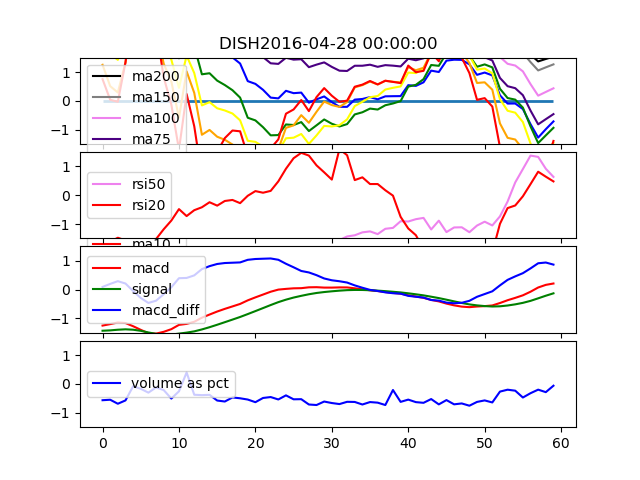 DISH2016-04-28 00:00:00
1
0
−1
ma200
ma150
ma100
ma75
1
0
−1
rsi50
rsi20
ma10
1
0
−1
macd
signal
macd_diff
1
0
−1
volume as pct
0 10 20 30 40 50 60